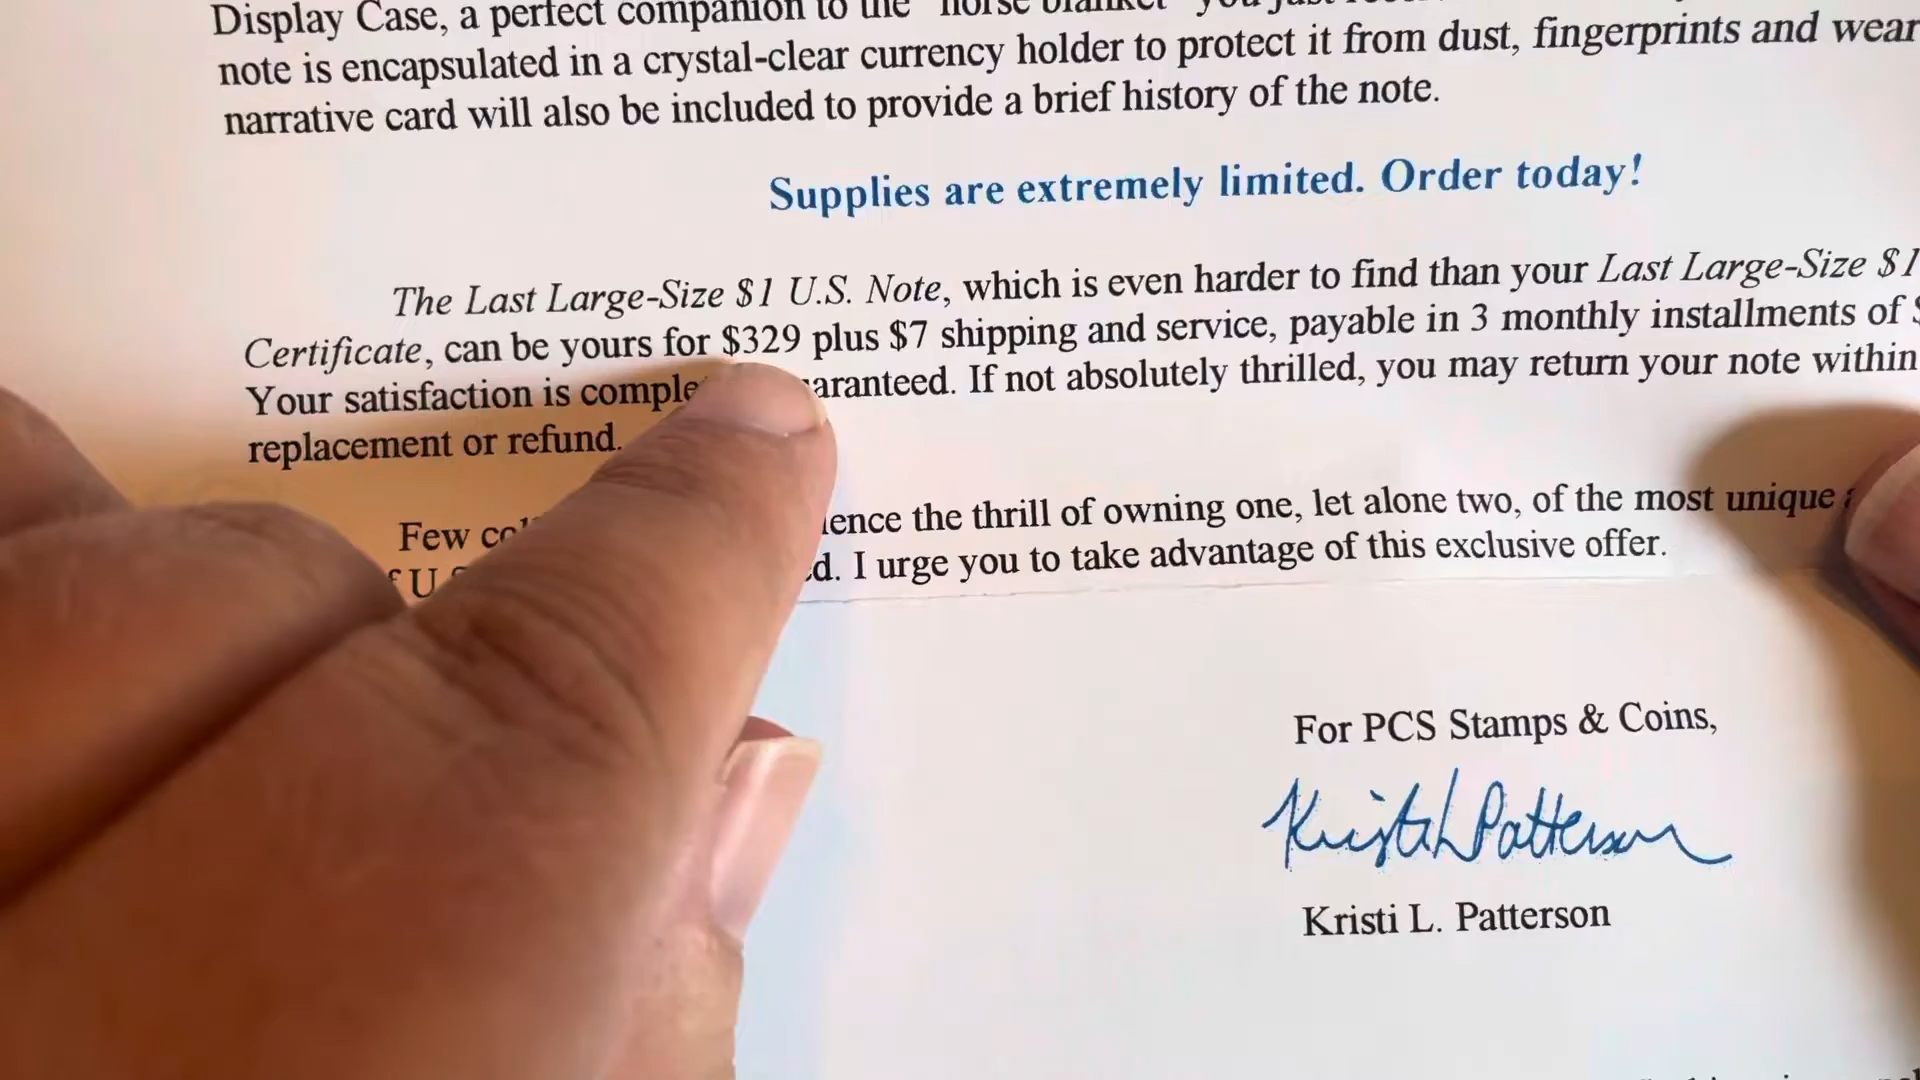 Display Case, a perfect companion to the "horse blanket" you just
note is encapsulated in a crystal-clear currency holder to protect it from dust, fingerprints and wear
narrative card will also be included to provide a brief history of the note.
Supplies are extremely limited. Order today!
The Last Large-Size $1 U.S. Note, which is even harder to find than your Last Large-Size $1
Certificate, can be yours for $329 plus $7 shipping and service, payable in 3 monthly installments of
Your satisfaction is aranteed. If not absolutely thrilled, you may return your note within
replacement or refund.
Few the thrill of owning one, let alone two, of the most unique
I urge you to take advantage of this exclusive offer.
For PCS Stamps & Coins,
Kristi L Patterson
Kristi L. Patterson